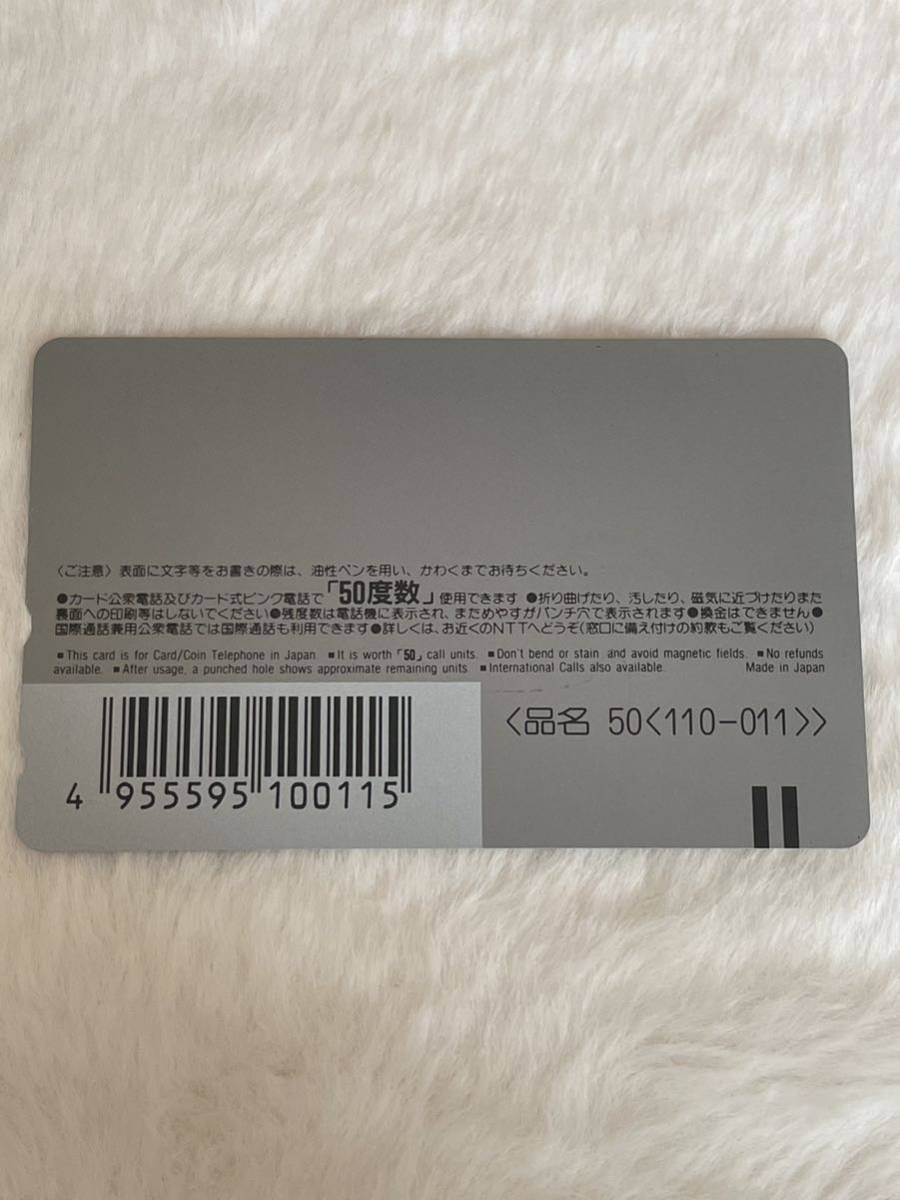 〈ご注意〉表面に文字等をお書きの際は、油性ペンを用い、かわくまでお待ちください。
●カード公衆電話及びカード式ピンク電話で「50度数」使用できます ●折り曲げたり、汚したり、磁気に近づけたりまた
裏面への印刷等はしないでください●残度数は電話機に表示され、まためやすがパンチ穴で表示されます●換金はできません●
国際通話兼用公衆電話では国際通話も利用できます●詳しくは、お近くのNTTへどうぞ(窓口に備え付けの約款もご覧ください)
■This card is for Card/Coin Telephone in Japan. ■It is worth「50」call units. ■Don't bend or stain and avoid magnetic fields. ■No refunds
available. ■After usage, a punched hole shows approximate remaining units. ■International Calls also available. Made in Japan
〈品名 50〈110-011〉〉
4 955595 100115